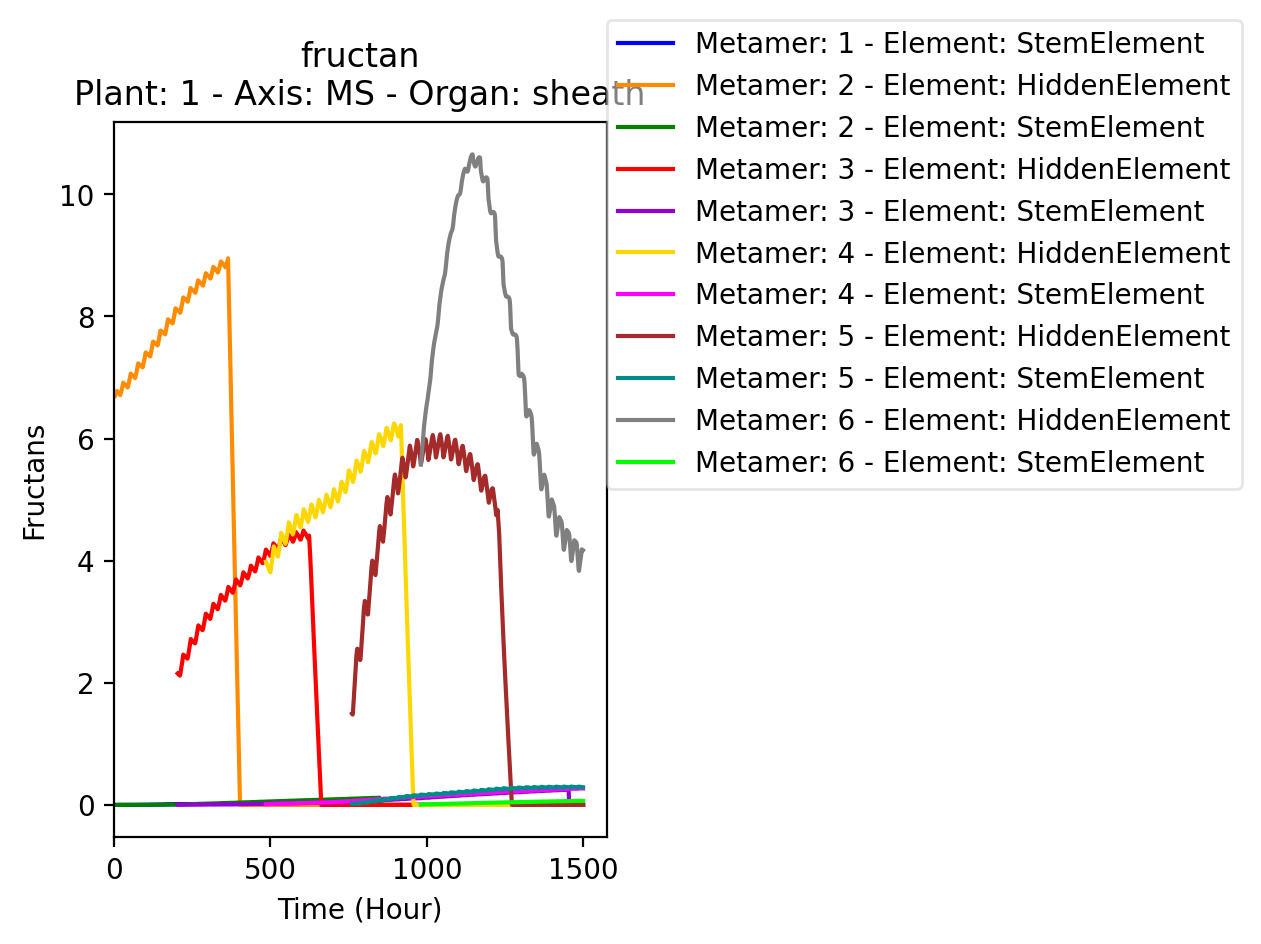 fructan
Plant: 1 - Axis: MS - Organ: sheath
Metamer: 1 - Element: StemElement
Metamer: 2 - Element: HiddenElement
Metamer: 2 - Element: StemElement
Metamer: 3 - Element: HiddenElement
Metamer: 3 - Element: StemElement
Metamer: 4 - Element: HiddenElement
Metamer: 4 - Element: StemElement
Metamer: 5 - Element: HiddenElement
Metamer: 5 - Element: StemElement
Metamer: 6 - Element: HiddenElement
Metamer: 6 - Element: StemElement
Fructans
10
8
6
4
2
0
0 500 1000 1500
Time (Hour)